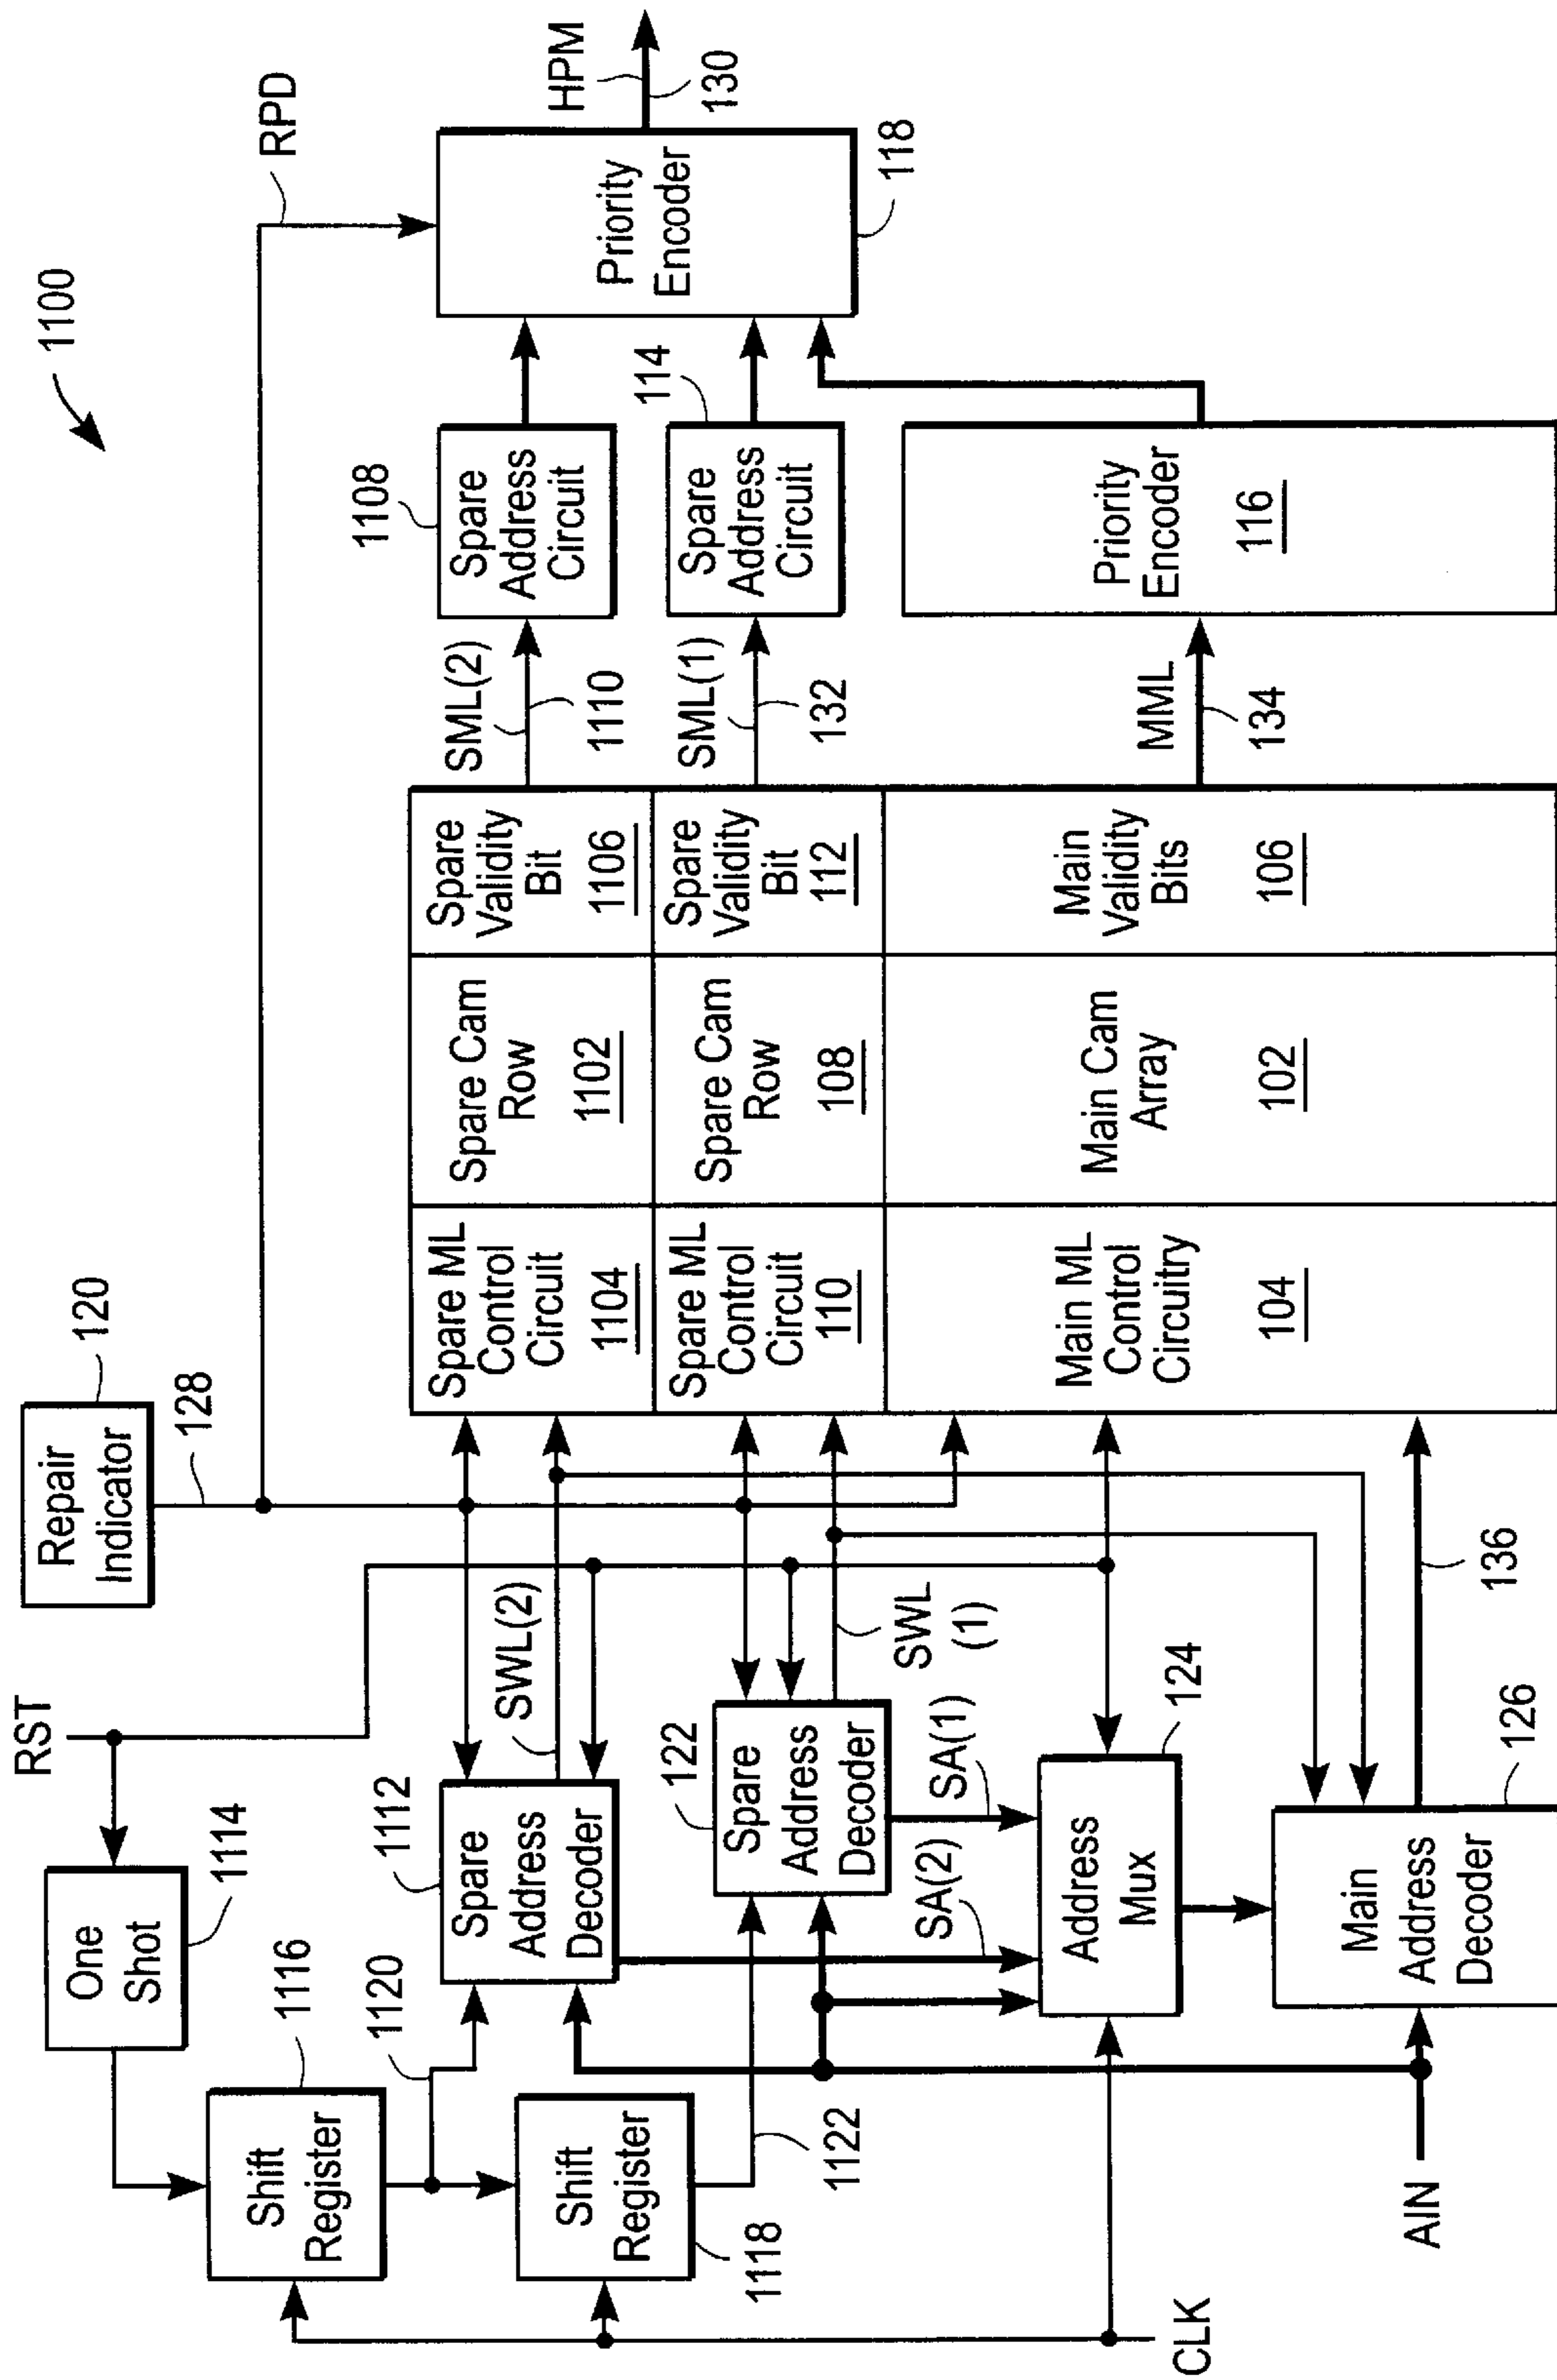 1100
RST
Repair
Indicator
120
128
RPD
One
Shot
1114
Shift
Register
1116
1120
Shift
Register
1118
1122
CLK
AIN
Spare
Address
Decoder
1112
SWL(2)
Spare
Address
Decoder
122
SWL
(1)
SA(1)
SA(2)
Address
Mux
124
Main
Address
Decoder
126
136
Spare ML
Control
Circuit
1104
Spare Cam
Row
1102
Spare
Validity
Bit
1106
Spare ML
Control
Circuit
110
Spare Cam
Row
108
Spare
Validity
Bit
112
Main ML
Control
Circuitry
104
Main Cam
Array
102
Main
Validity
Bits
106
SML(2)
1110
SML(1)
132
MML
134
1108
Spare
Address
Circuit
114
Spare
Address
Circuit
Priority
Encoder
116
Priority
Encoder
118
HPM
130